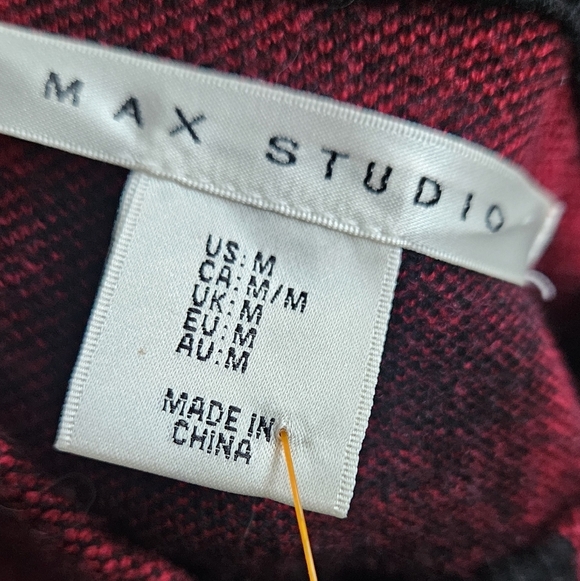 MAX STUDIO
US: M
CA: M/M
UK: M
EU: M
AU: M
MADE IN
CHINA